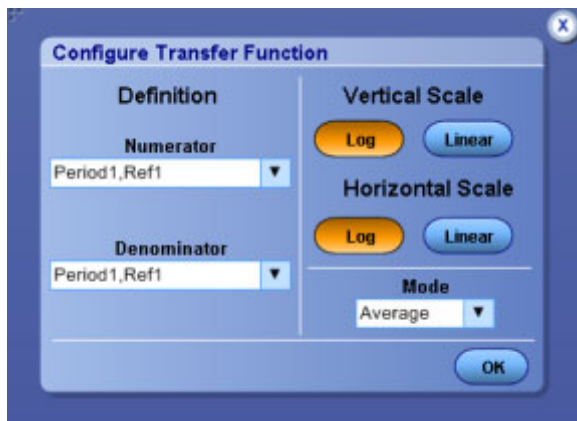 X
Configure Transfer Function
Definition
Numerator
Period1,Ref1
Denominator
Period1,Ref1
Vertical Scale
Log Linear
Horizontal Scale
Log Linear
Mode
Average
OK